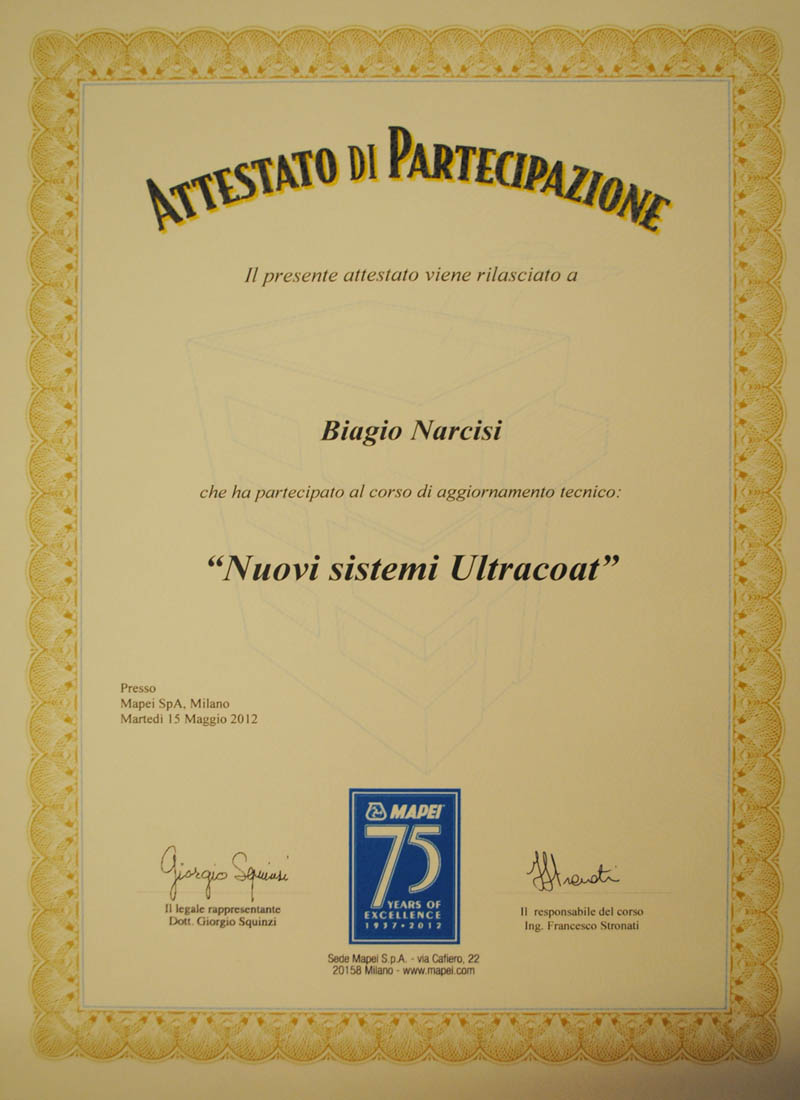 ATTESTATO DI PARTECIPAZIONE
Il presente attestato viene rilasciato a
Biagio Narcisi
che ha partecipato al corso di aggiornamento tecnico:
“Nuovi sistemi Ultracoat”
Presso
Mapei SpA, Milano
Martedì 15 Maggio 2012
MAPEI
75
YEARS OF
EXCELLENCE
1937•2012
Giorgio Squinzi
Il legale rappresentante
Dott. Giorgio Squinzi
FStronati
Il responsabile del corso
Ing. Francesco Stronati
Sede Mapei S.p.A. - via Cafiero, 22
20158 Milano - www.mapei.com